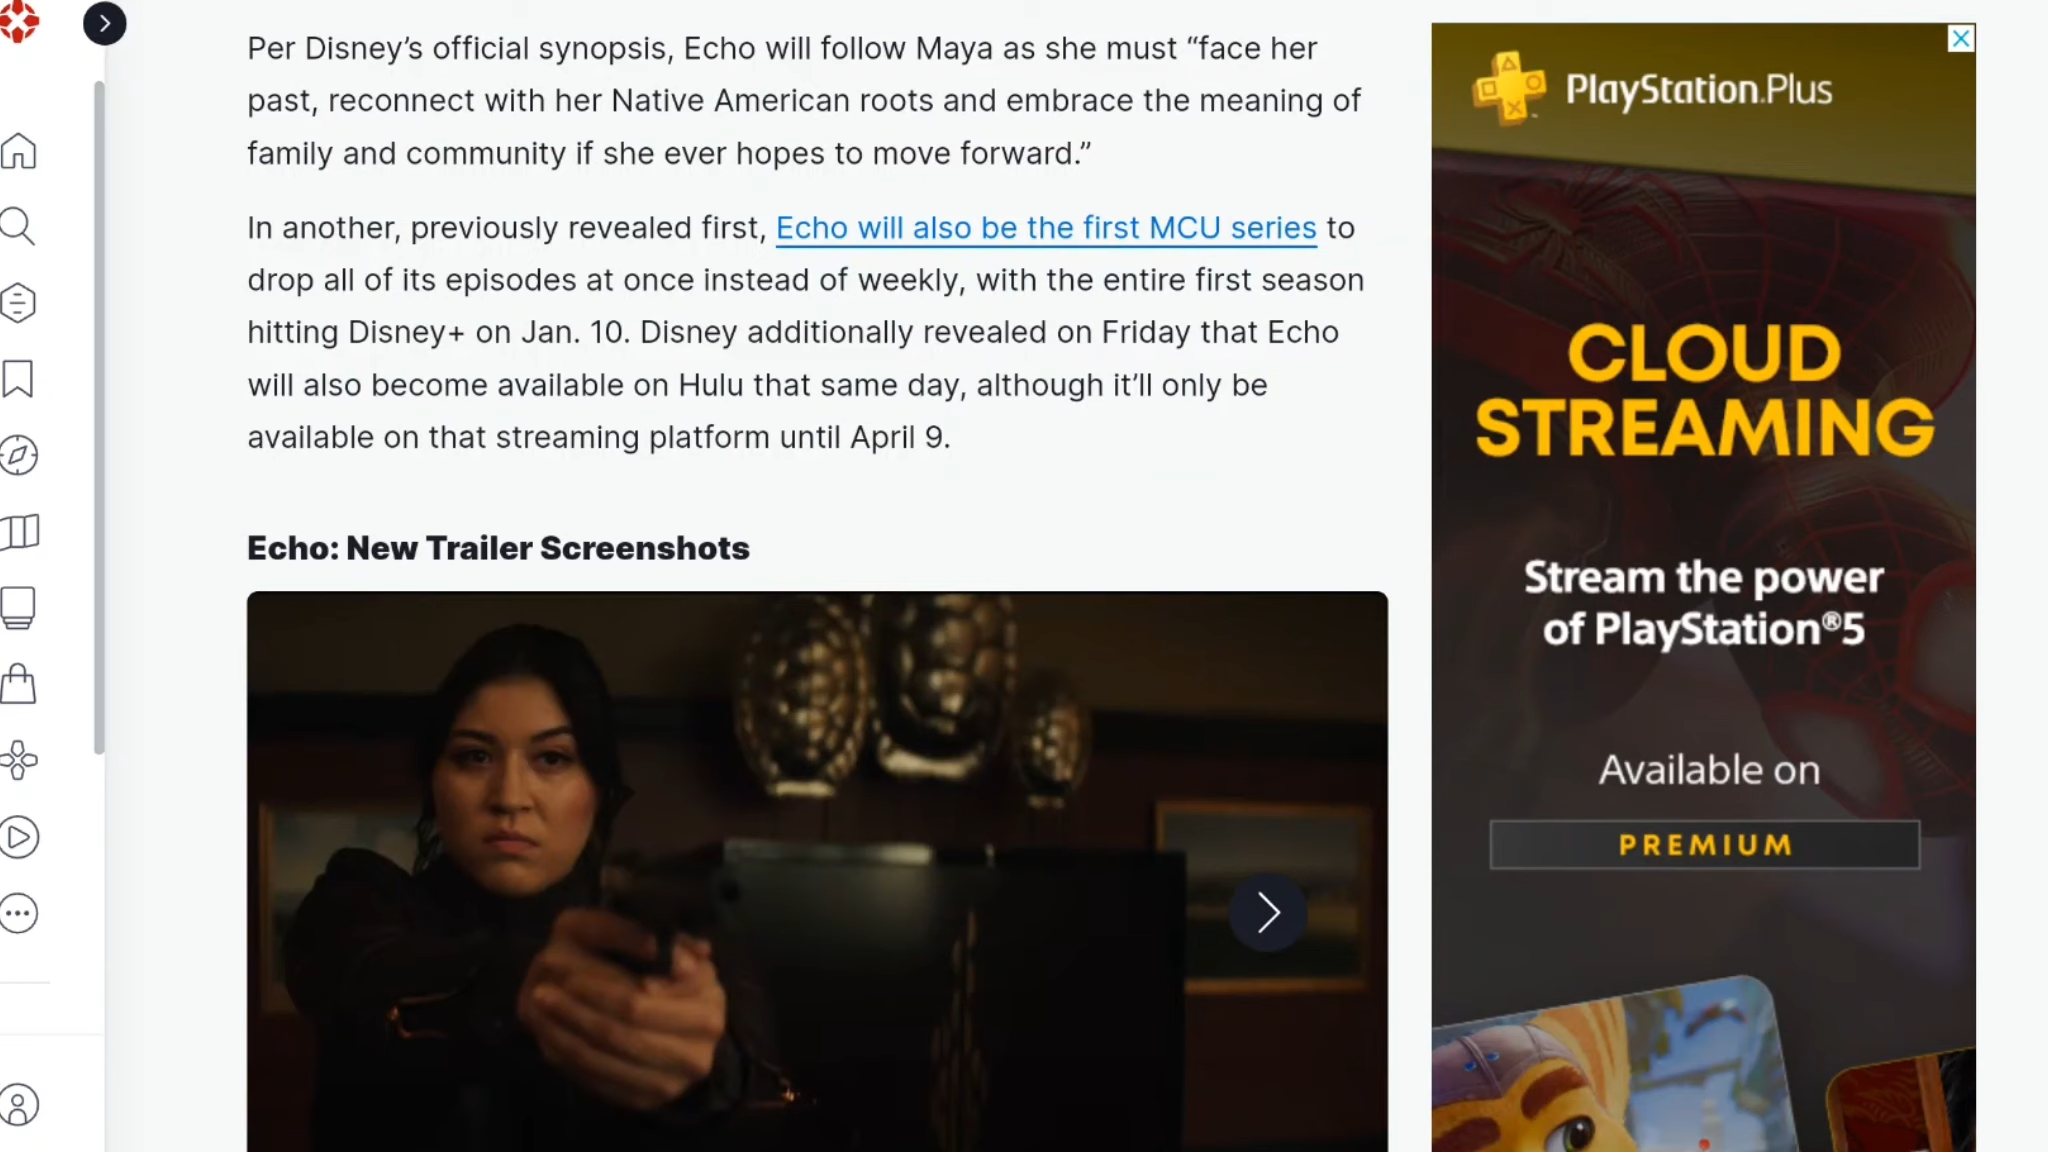 Per Disney’s official synopsis, Echo will follow Maya as she must “face her
past, reconnect with her Native American roots and embrace the meaning of
family and community if she ever hopes to move forward.”
In another, previously revealed first, Echo will also be the first MCU series to
drop all of its episodes at once instead of weekly, with the entire first season
hitting Disney+ on Jan. 10. Disney additionally revealed on Friday that Echo
will also become available on Hulu that same day, although it’ll only be
available on that streaming platform until April 9.
Echo: New Trailer Screenshots
PlayStation.Plus
CLOUD
STREAMING
Stream the power
of PlayStation®5
Available on
PREMIUM